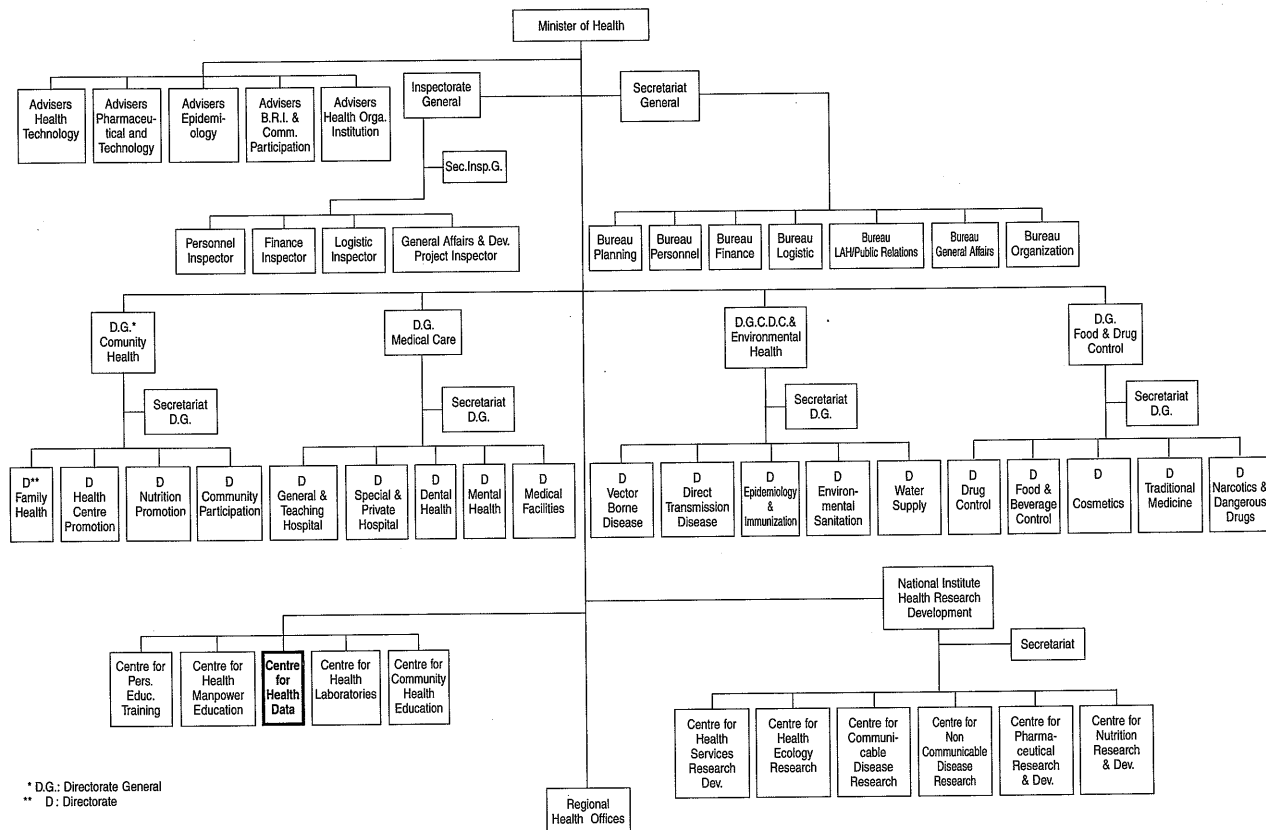 Minister of Health
Advisers
Health
Technology
Advisers
Pharmaceu-
tical and
Technology
Advisers
Epidemi-
ology
Advisers
B.R.I. &
Comm.
Participation
Advisers
Health Orga.
Institution
Inspectorate
General
Secretariat
General
Sec.Insp.G.
Personnel
Inspector
Finance
Inspector
Logistic
Inspector
General Affairs & Dev.
Project Inspector
Bureau
Planning
Bureau
Personnel
Bureau
Finance
Bureau
Logistic
Bureau
LAH/Public Relations
Bureau
General Affairs
Bureau
Organization
D.G.*
Comunity
Health
D.G.
Medical Care
D.G.C.D.C.&
Environmental
Health
D.G.
Food & Drug
Control
Secretariat
D.G.
Secretariat
D.G.
Secretariat
D.G.
Secretariat
D.G.
D**
Family
Health
D
Health
Centre
Promotion
D
Nutrition
Promotion
D
Community
Participation
D
General &
Teaching
Hospital
D
Special &
Private
Hospital
D
Dental
Health
D
Mental
Health
D
Medical
Facilities
D
Vector
Borne
Disease
D
Direct
Transmission
Disease
D
Epidemiology
&
Immunization
D
Environ-
mental
Sanitation
D
Water
Supply
D
Drug
Control
D
Food &
Beverage
Control
D
Cosmetics
D
Traditional
Medicine
D
Narcotics &
Dangerous
Drugs
National Institute
Health Research
Development
Secretariat
Centre for
Pers.
Educ.
Training
Centre for
Health
Manpower
Education
Centre
for
Health
Data
Centre for
Health
Laboratories
Centre for
Community
Health
Education
Centre for
Health
Services
Research
Dev.
Centre for
Health
Ecology
Research
Centre for
Communi-
cable
Disease
Research
Centre for
Non
Communicable
Disease
Research
Centre for
Pharma-
ceutical
Research
& Dev.
Centre for
Nutrition
Research
& Dev.
* D.G.: Directorate General
** D : Directorate
Regional
Health Offices